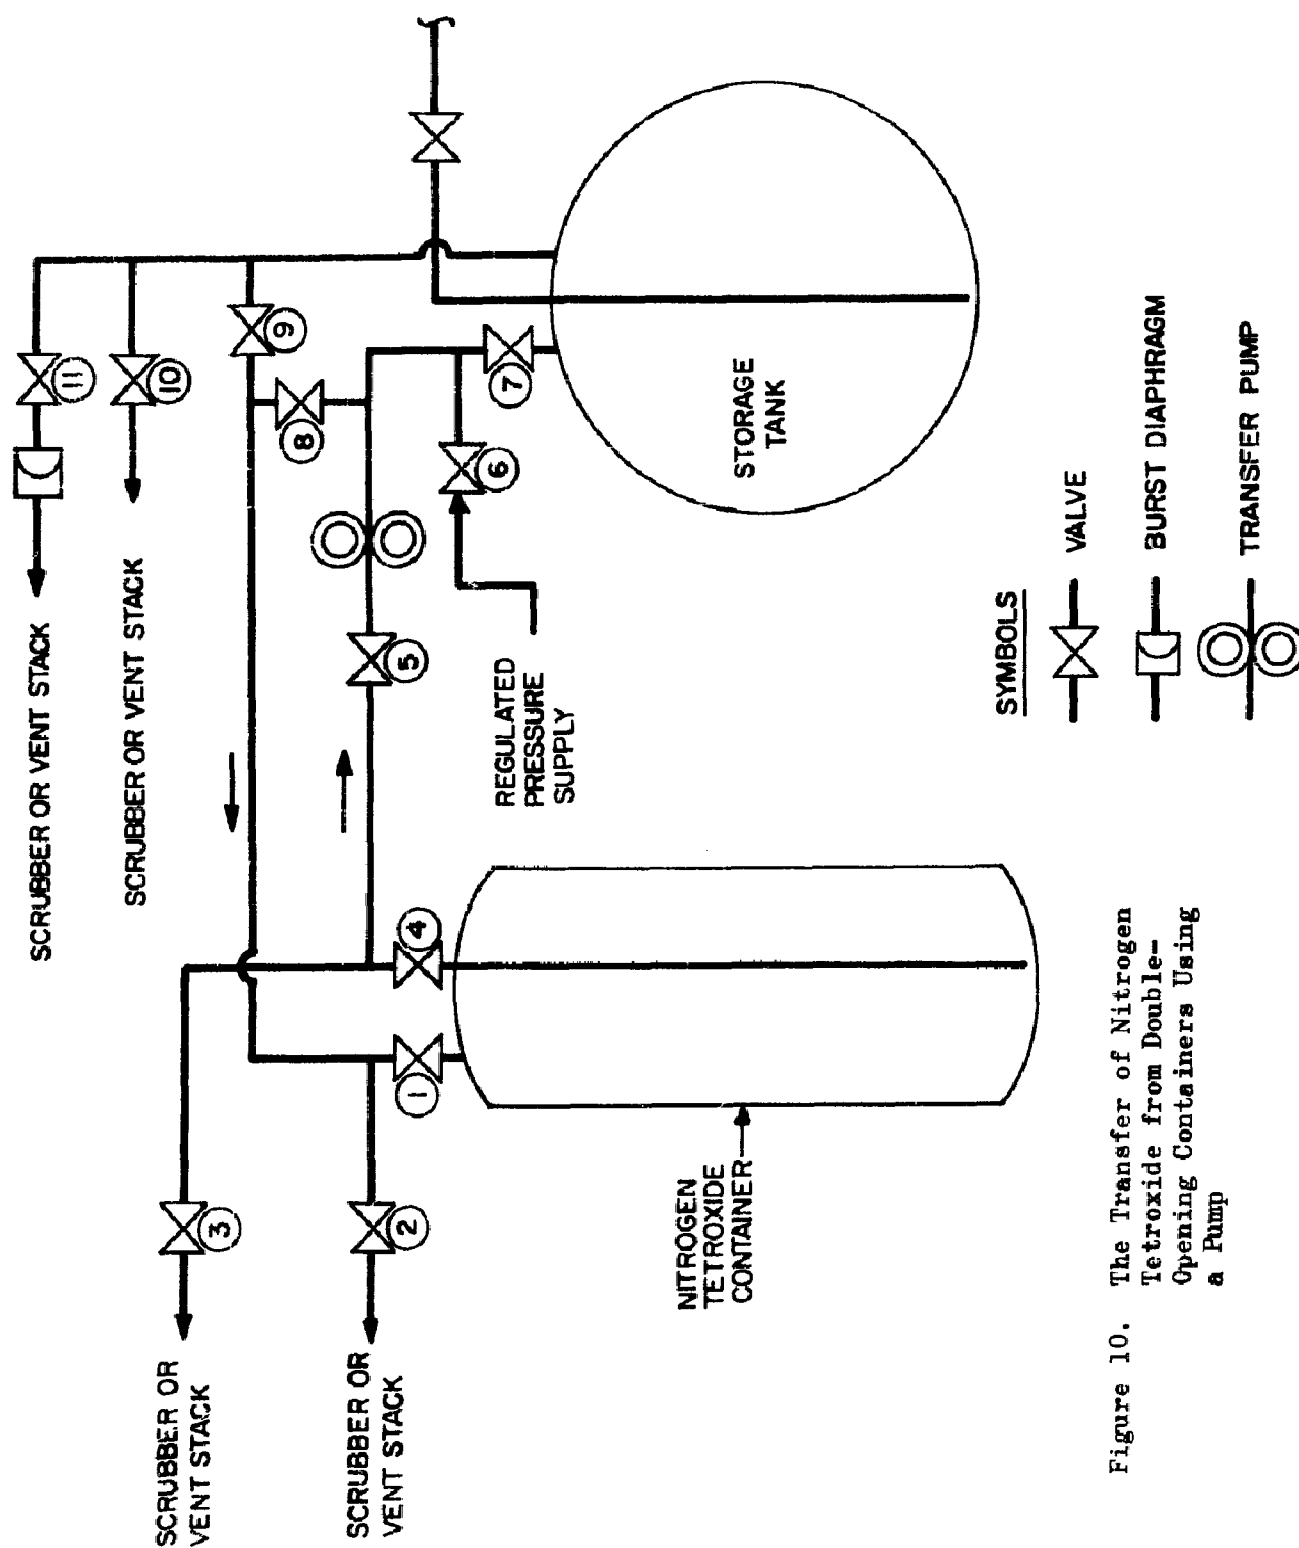 SCRUBBER OR VENT STACK
SCRUBBER OR VENT STACK
SCRUBBER OR
VENT STACK
SCRUBBER OR
VENT STACK
11
10
9
8
7
6
5
4
3
2
1
REGULATED
PRESSURE
SUPPLY
STORAGE
TANK
NITROGEN
TETROXIDE
CONTAINER
SYMBOLS
VALVE
BURST DIAPHRAGM
TRANSFER PUMP
Figure 10. The Transfer of Nitrogen
Tetroxide from Double-
Opening Containers Using
a Pump